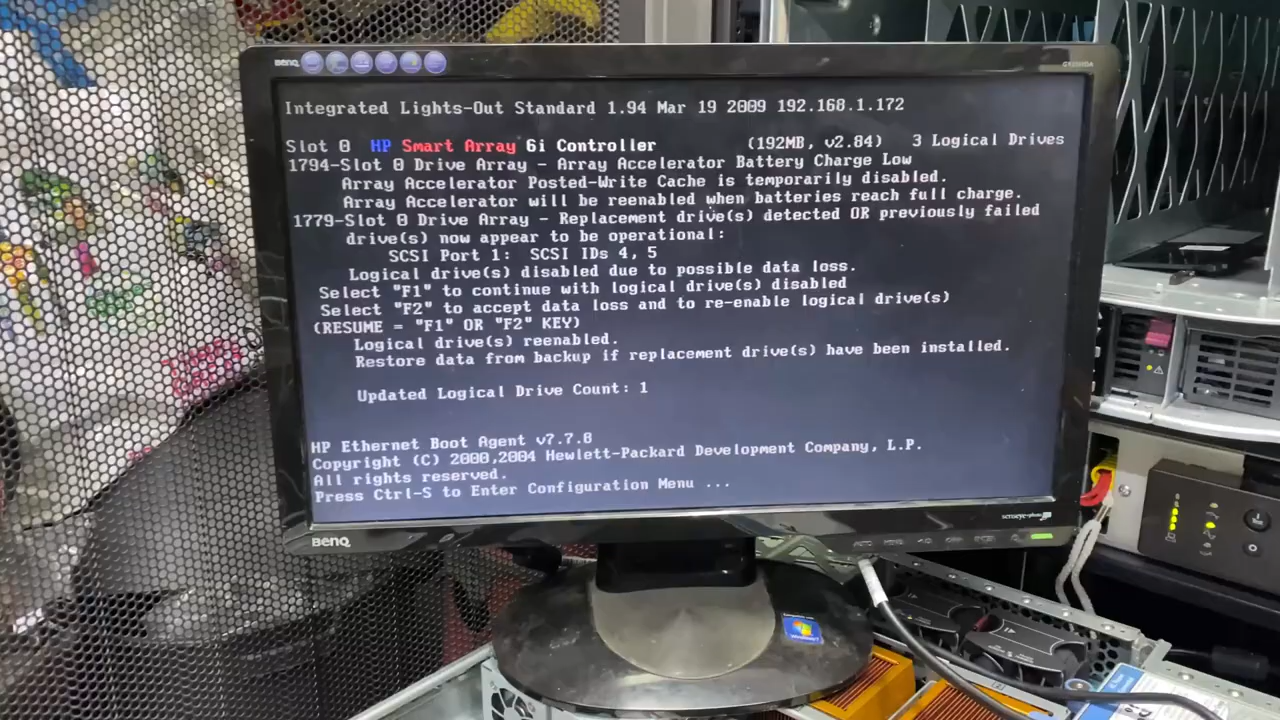 BenQ
Integrated Lights-Out Standard 1.94 Mar 19 2009 192.168.1.172
Slot 0 HP Smart Array 6i Controller (192MB, v2.84) 3 Logical Drives
1794-Slot 0 Drive Array - Array Accelerator Battery Charge Low
Array Accelerator Posted-Write Cache is temporarily disabled.
Array Accelerator will be reenabled when batteries reach full charge.
1779-Slot 0 Drive Array - Replacement drive(s) detected OR previously failed
drive(s) now appear to be operational:
SCSI Port 1: SCSI IDs 4, 5
Logical drive(s) disabled due to possible data loss.
Select "F1" to continue with logical drive(s) disabled
Select "F2" to accept data loss and to re-enable logical drive(s)
(RESUME = "F1" OR "F2" KEY)
Logical drive(s) reenabled.
Restore data from backup if replacement drive(s) have been installed.
Updated Logical Drive Count: 1
HP Ethernet Boot Agent v7.7.8
Copyright (C) 2000,2004 Hewlett-Packard Development Company, L.P.
All rights reserved.
Press Ctrl-S to Enter Configuration Menu ...
senseye+photo
BenQ